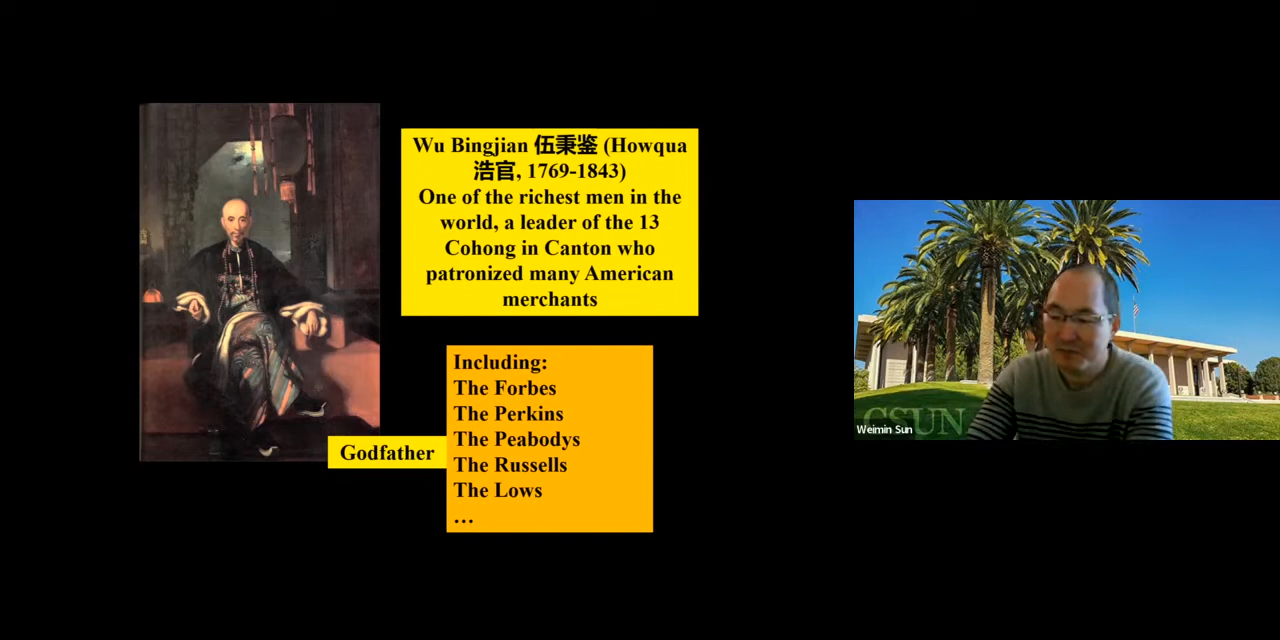 Wu Bingjian 伍秉鉴 (Howqua
浩官, 1769-1843)
One of the richest men in the
world, a leader of the 13
Cohong in Canton who
patronized many American
merchants
Including:
The Forbes
The Perkins
The Peabodys
The Russells
The Lows
…
Godfather
CSUN
Weimin Sun